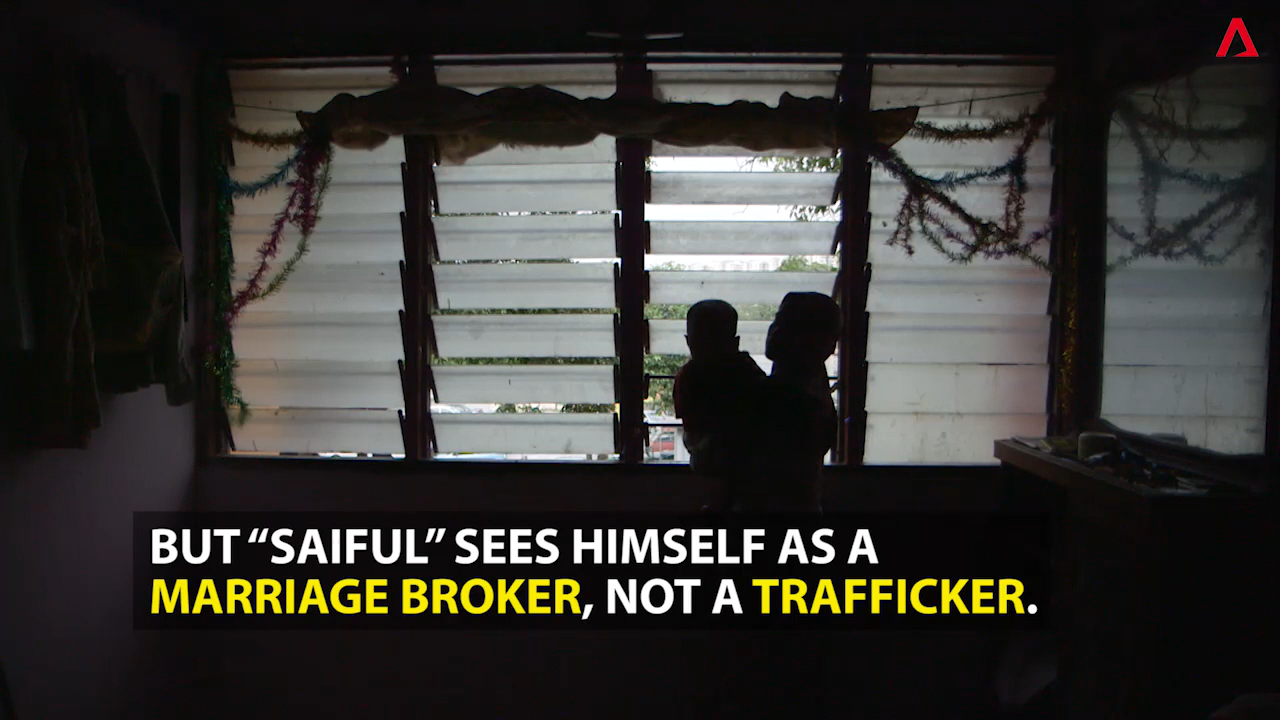 BUT “SAIFUL” SEES HIMSELF AS A
MARRIAGE BROKER, NOT A TRAFFICKER.